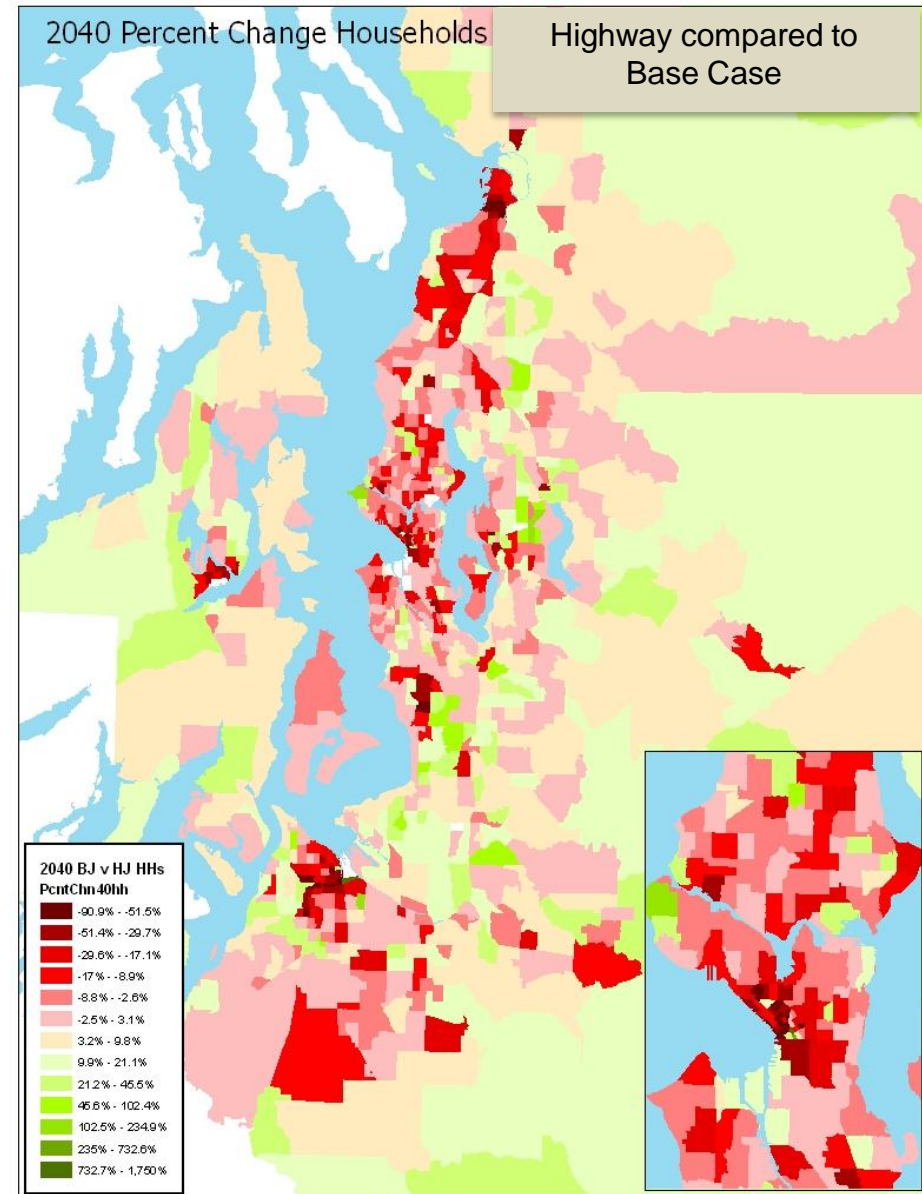 2040 Percent Change Households
Highway compared to
Base Case
2040 BJ v HJ HHs
PcntChn40hh
-90.9% - -51.5%
-51.4% - -29.7%
-29.6% - -17.1%
-17% - -8.9%
-8.8% - -2.6%
-2.5% - 3.1%
3.2% - 9.8%
9.9% - 21.1%
21.2% - 45.5%
45.6% - 102.4%
102.5% - 234.9%
235% - 732.6%
732.7% - 1,750%